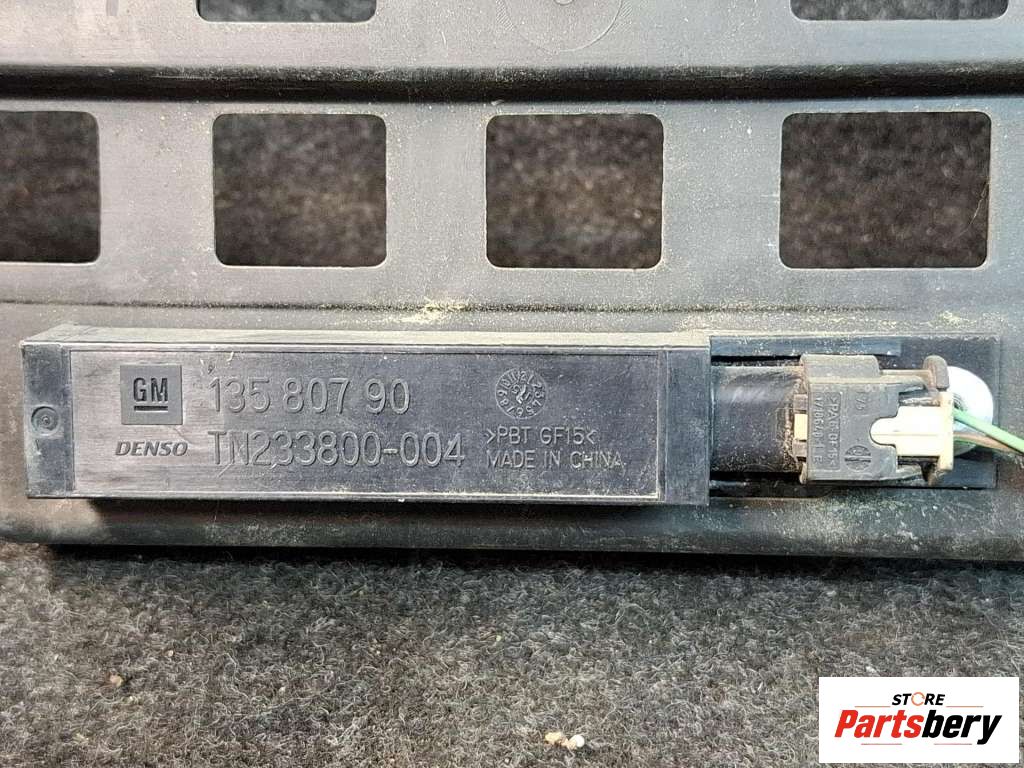 GM
135 807 90
DENSO
TN233800-004
>PBT GF15<
MADE IN CHINA
STORE
Partsbery